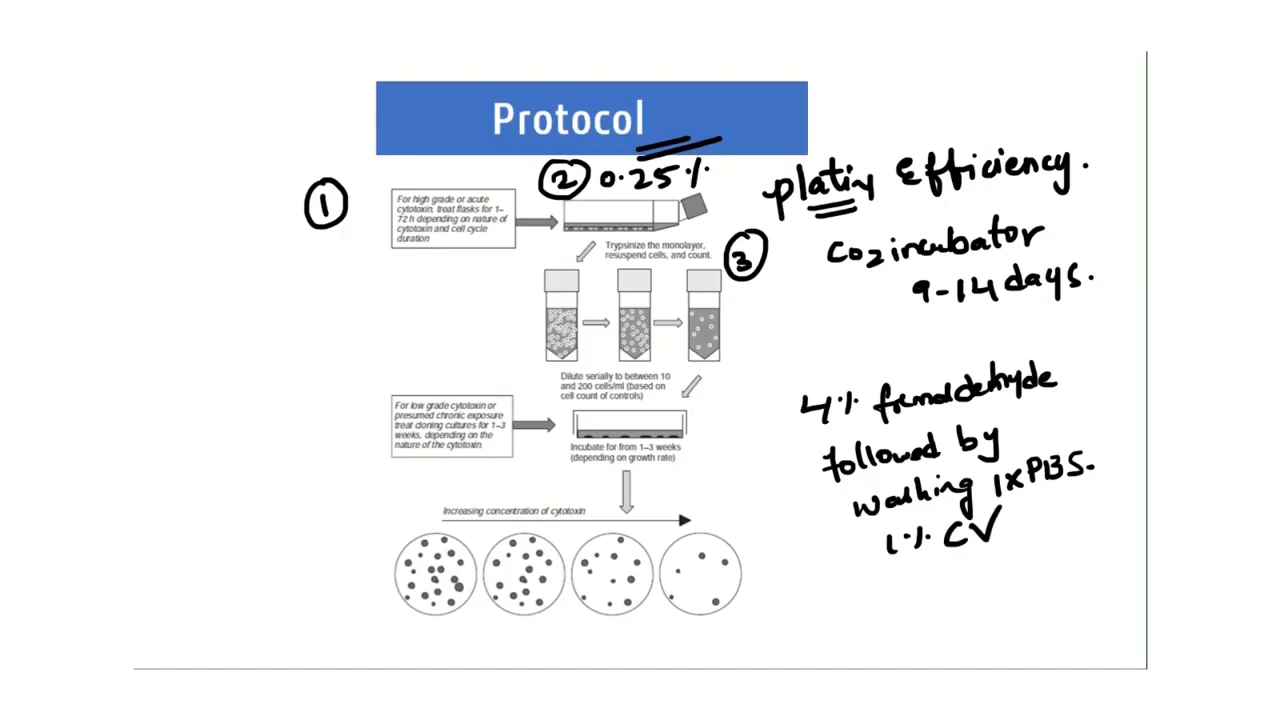 Protocol
② 0.25%
①
For high grade or acute
cytotoxin, treat flasks for 1–
72 h depending on nature of
cytotoxin and cell cycle
duration
Trypsinize the monolayer,
resuspend cells, and count.
③
Dilute serially to between 10
and 200 cells/ml (based on
cell count of controls)
For low grade cytotoxin or
presumed chronic exposure
treat cloning cultures for 1–3
weeks, depending on the
nature of the cytotoxin.
Incubate for from 1–3 weeks
(depending on growth rate)
Increasing concentration of cytotoxin
Efficiency.
CO2 incubator
9-14 days.
4%
followed by
washing 1XPBS.
1% CV